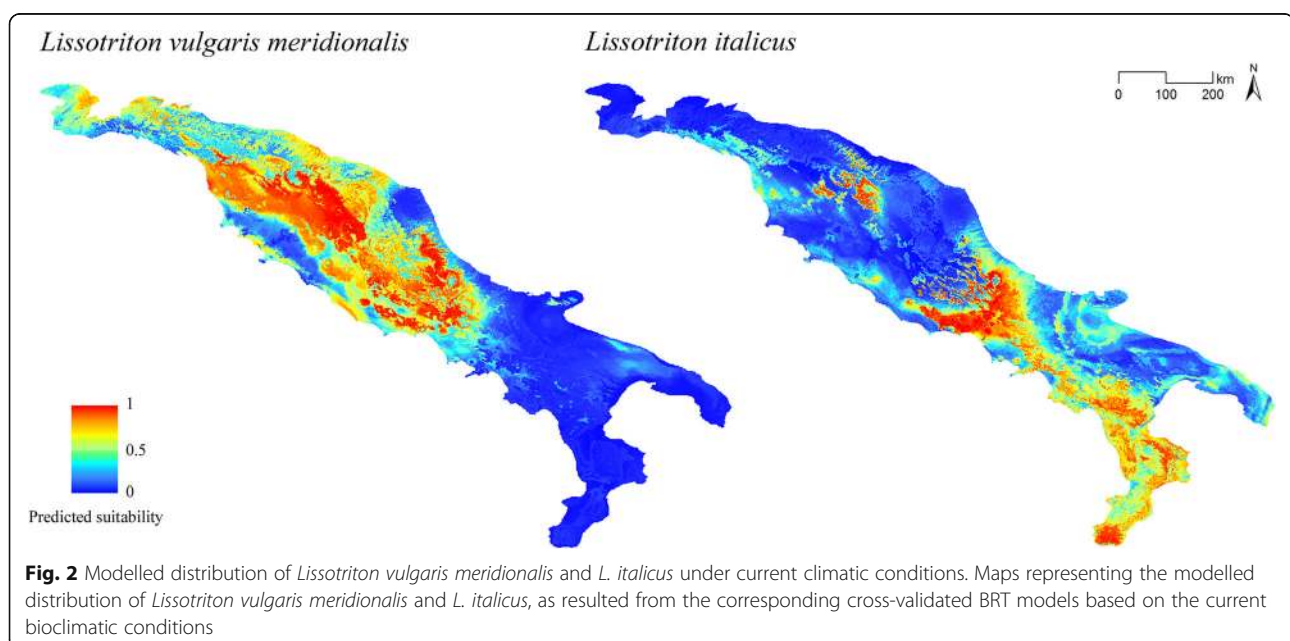 Lissotriton vulgaris meridionalis
Lissotriton italicus
N
km
0 100 200
1
0.5
0
Predicted suitability
Fig. 2 Modelled distribution of Lissotriton vulgaris meridionalis and L. italicus under current climatic conditions. Maps representing the modelled
distribution of Lissotriton vulgaris meridionalis and L. italicus, as resulted from the corresponding cross-validated BRT models based on the current
bioclimatic conditions